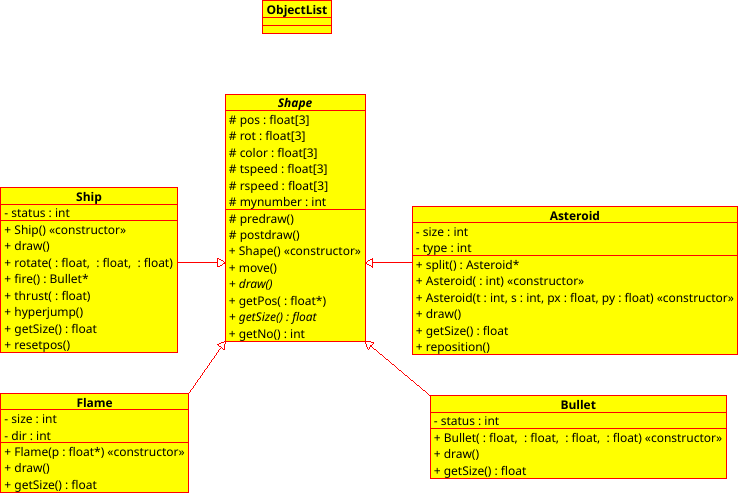 ObjectList
Shape
# pos : float[3]
# rot : float[3]
# color : float[3]
# tspeed : float[3]
# rspeed : float[3]
# mynumber : int
# predraw()
# postdraw()
+ Shape() «constructor»
+ move()
+ draw()
+ getPos( : float*)
+ getSize() : float
+ getNo() : int
Ship
- status : int
+ Ship() «constructor»
+ draw()
+ rotate( : float,  : float,  : float)
+ fire() : Bullet*
+ thrust( : float)
+ hyperjump()
+ getSize() : float
+ resetpos()
Asteroid
- size : int
- type : int
+ split() : Asteroid*
+ Asteroid( : int) «constructor»
+ Asteroid(t : int, s : int, px : float, py : float) «constructor»
+ draw()
+ getSize() : float
+ reposition()
Flame
- size : int
- dir : int
+ Flame(p : float*) «constructor»
+ draw()
+ getSize() : float
Bullet
- status : int
+ Bullet( : float,  : float,  : float,  : float) «constructor»
+ draw()
+ getSize() : float